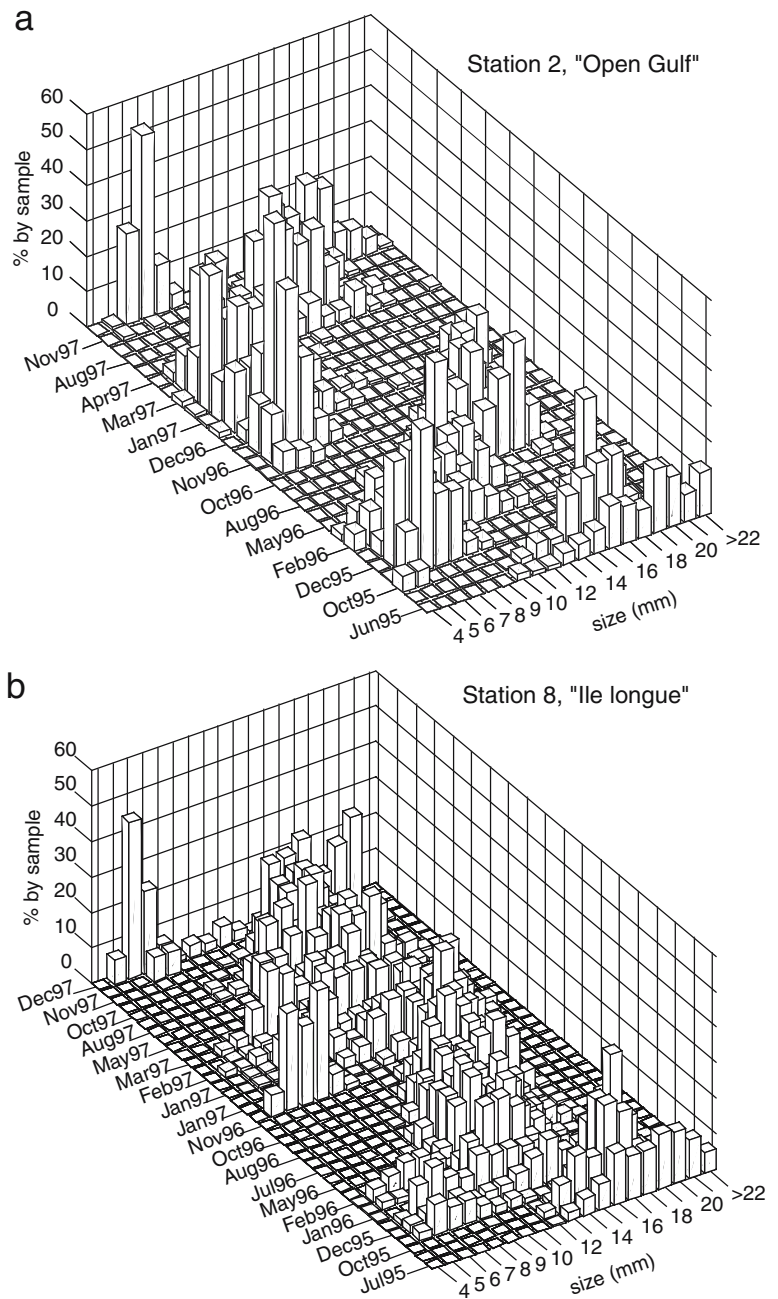 a
Station 2, "Open Gulf"
% by sample
60
50
40
30
20
10
0
Nov97
Aug97
Apr97
Mar97
Jan97
Dec96
Nov96
Oct96
Aug96
May96
Feb96
Dec95
Oct95
Jun95
4 5 6 7 8 9 10 12 14 16 18 20 >22
size (mm)
b
Station 8, "Ile longue"
% by sample
60
50
40
30
20
10
0
Dec97
Nov97
Oct97
Aug97
May97
Mar97
Feb97
Jan97
Jan97
Nov96
Oct96
Aug96
Jul96
May96
Feb96
Jan96
Dec95
Oct95
Jul95
4 5 6 7 8 9 10 12 14 16 18 20 >22
size (mm)